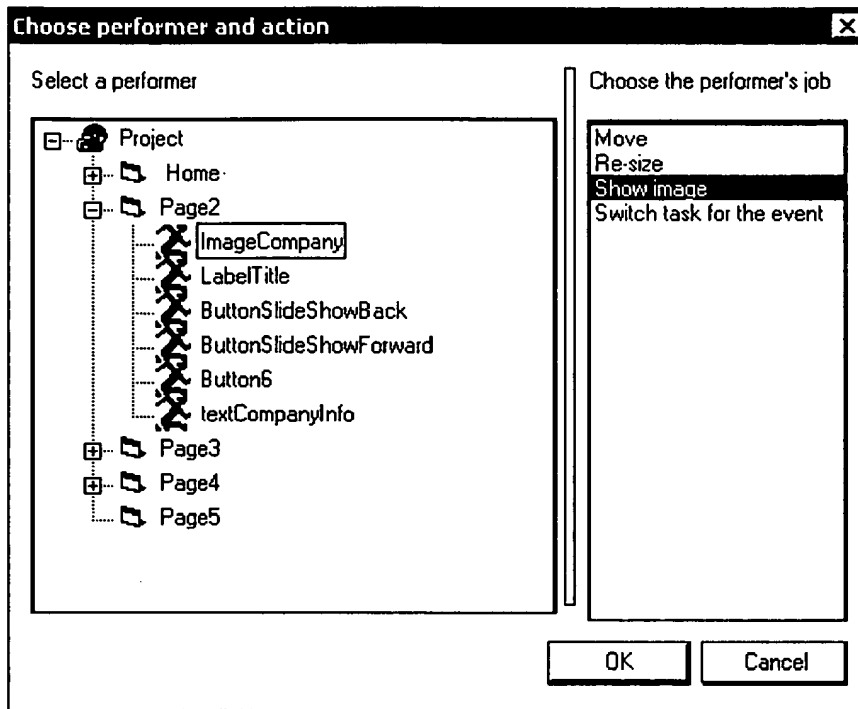 Choose performer and action
Select a performer
Project
Home
Page2
ImageCompany
LabelTitle
ButtonSlideShowBack
ButtonSlideShowForward
Button6
textCompanyInfo
Page3
Page4
Page5
Choose the performer's job
Move
Re-size
Show image
Switch task for the event
OK
Cancel